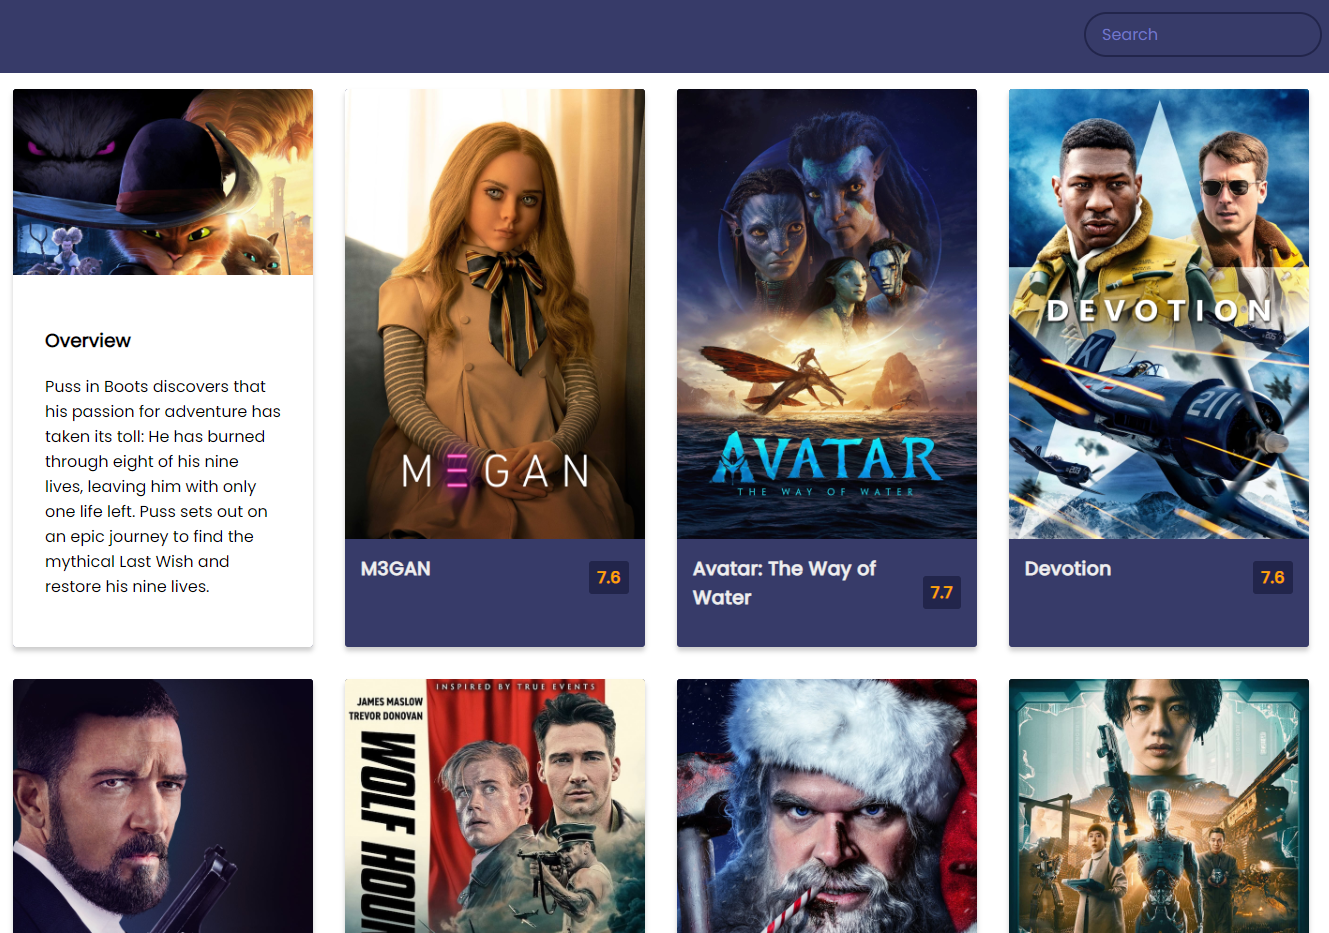 Search
Overview
Puss in Boots discovers that
his passion for adventure has
taken its toll: He has burned
through eight of his nine
lives, leaving him with only
one life left. Puss sets out on
an epic journey to find the
mythical Last Wish and
restore his nine lives.
MƎGAN
M3GAN
7.6
AVATAR
THE WAY OF WATER
Avatar: The Way of
Water
7.7
DEVOTION
K
211
205
Devotion
7.6
INSPIRED BY TRUE EVENTS
JAMES MASLOW
TREVOR DONOVAN
WOLF HOUN